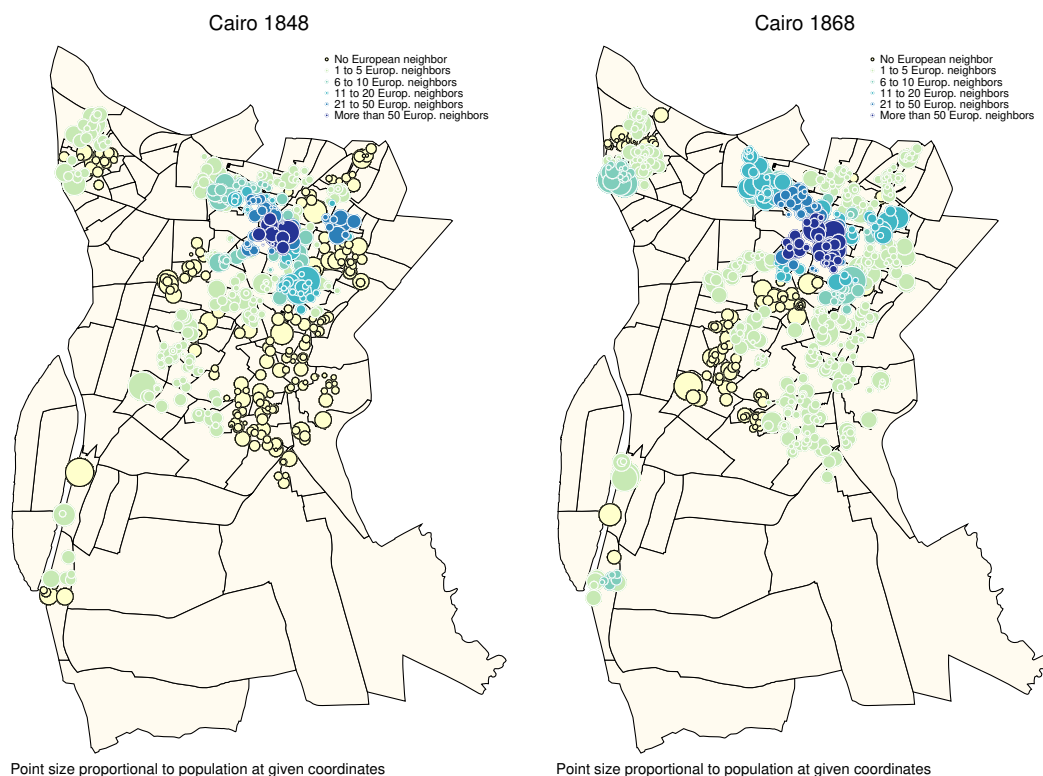 Cairo 1848
No European neighbor
1 to 5 Europ. neighbors
6 to 10 Europ. neighbors
11 to 20 Europ. neighbors
21 to 50 Europ. neighbors
More than 50 Europ. neighbors
Point size proportional to population at given coordinates
Cairo 1868
No European neighbor
1 to 5 Europ. neighbors
6 to 10 Europ. neighbors
11 to 20 Europ. neighbors
21 to 50 Europ. neighbors
More than 50 Europ. neighbors
Point size proportional to population at given coordinates